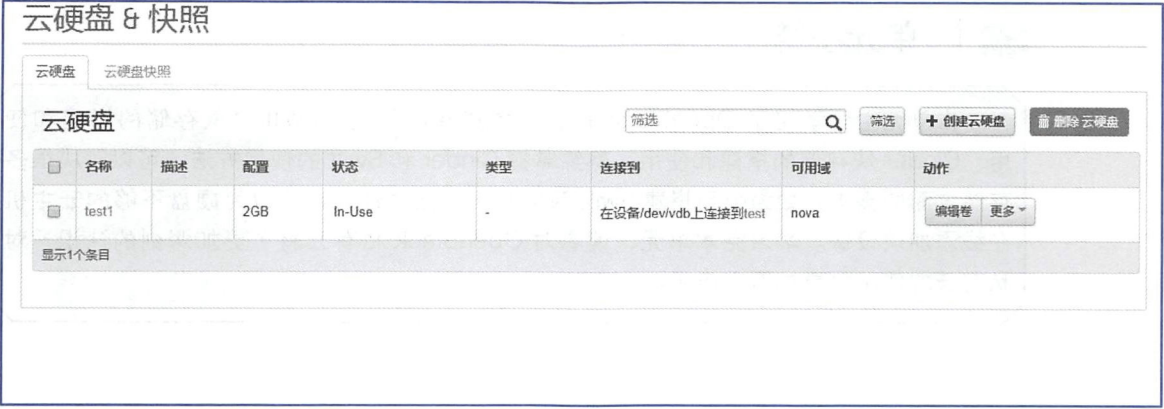 云硬盘 & 快照
云硬盘 云硬盘快照
云硬盘 筛选 筛选 + 创建云硬盘 删除云硬盘
名称 描述 配置 状态 类型 连接到 可用域 动作
test1 2GB In-Use - 在设备/dev/vdb上连接到test nova 编辑卷 更多
显示1个条目